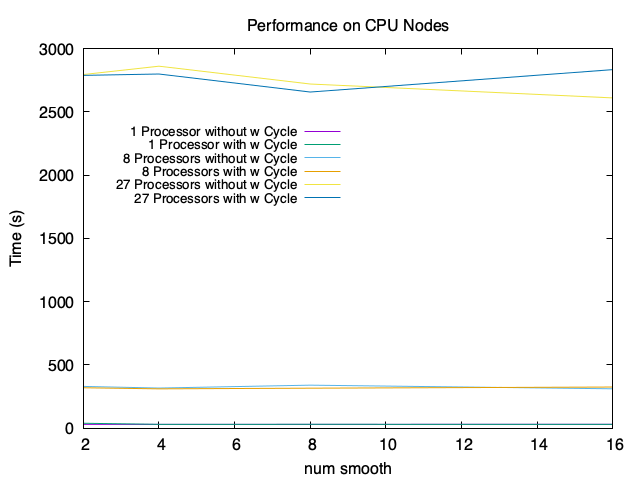 Performance on CPU Nodes
3000
2500
2000
1500
1000
500
0
Time (s)
1 Processor without w Cycle
1 Processor with w Cycle
8 Processors without w Cycle
8 Processors with w Cycle
27 Processors without w Cycle
27 Processors with w Cycle
2 4 6 8 10 12 14 16
num smooth